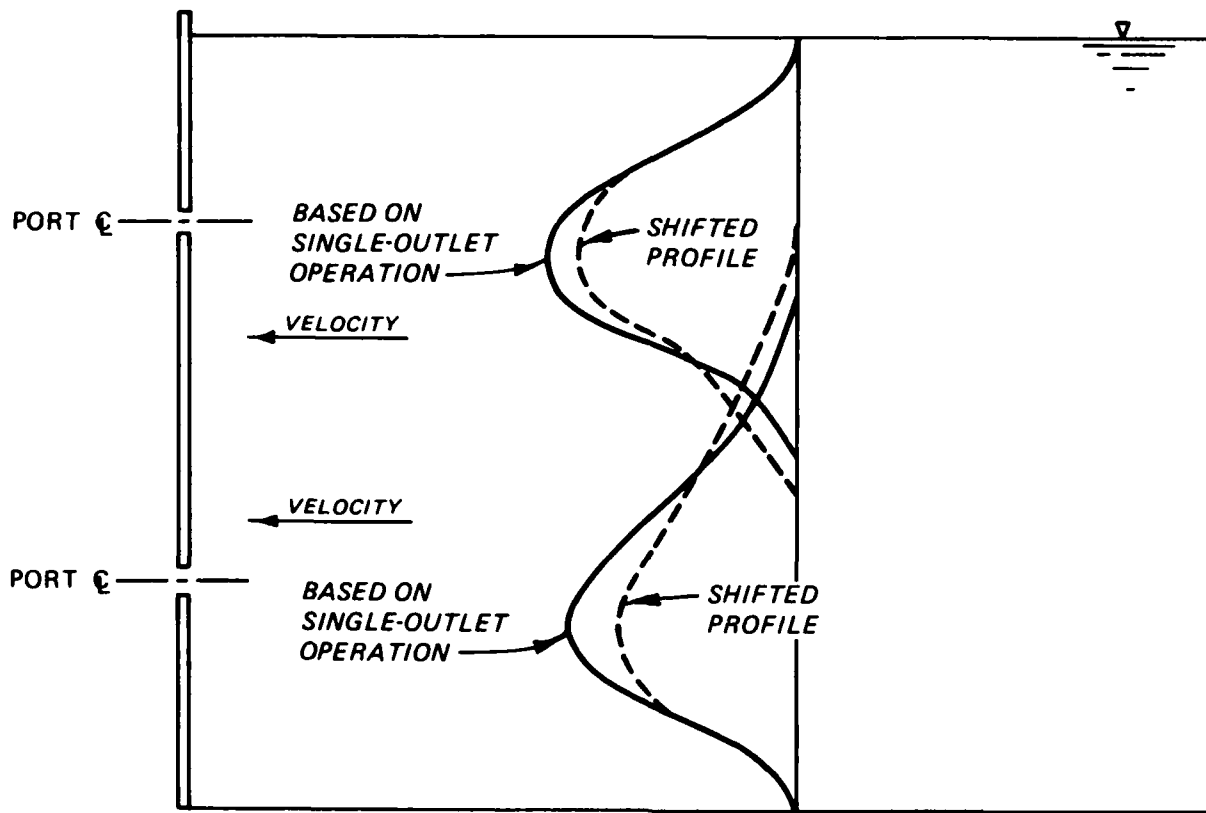 PORT ℄
BASED ON
SINGLE-OUTLET
OPERATION
SHIFTED
PROFILE
VELOCITY
VELOCITY
PORT ℄
BASED ON
SINGLE-OUTLET
OPERATION
SHIFTED
PROFILE